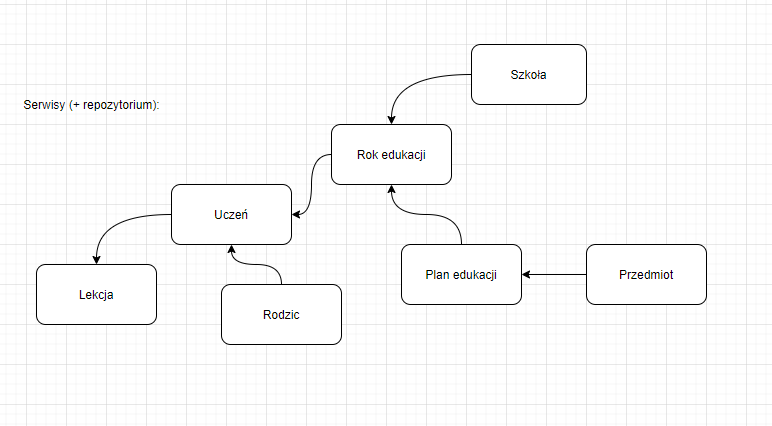 Szkoła
Serwisy (+ repozytorium):
Rok edukacji
Uczeń
Plan edukacji
Przedmiot
Lekcja
Rodzic